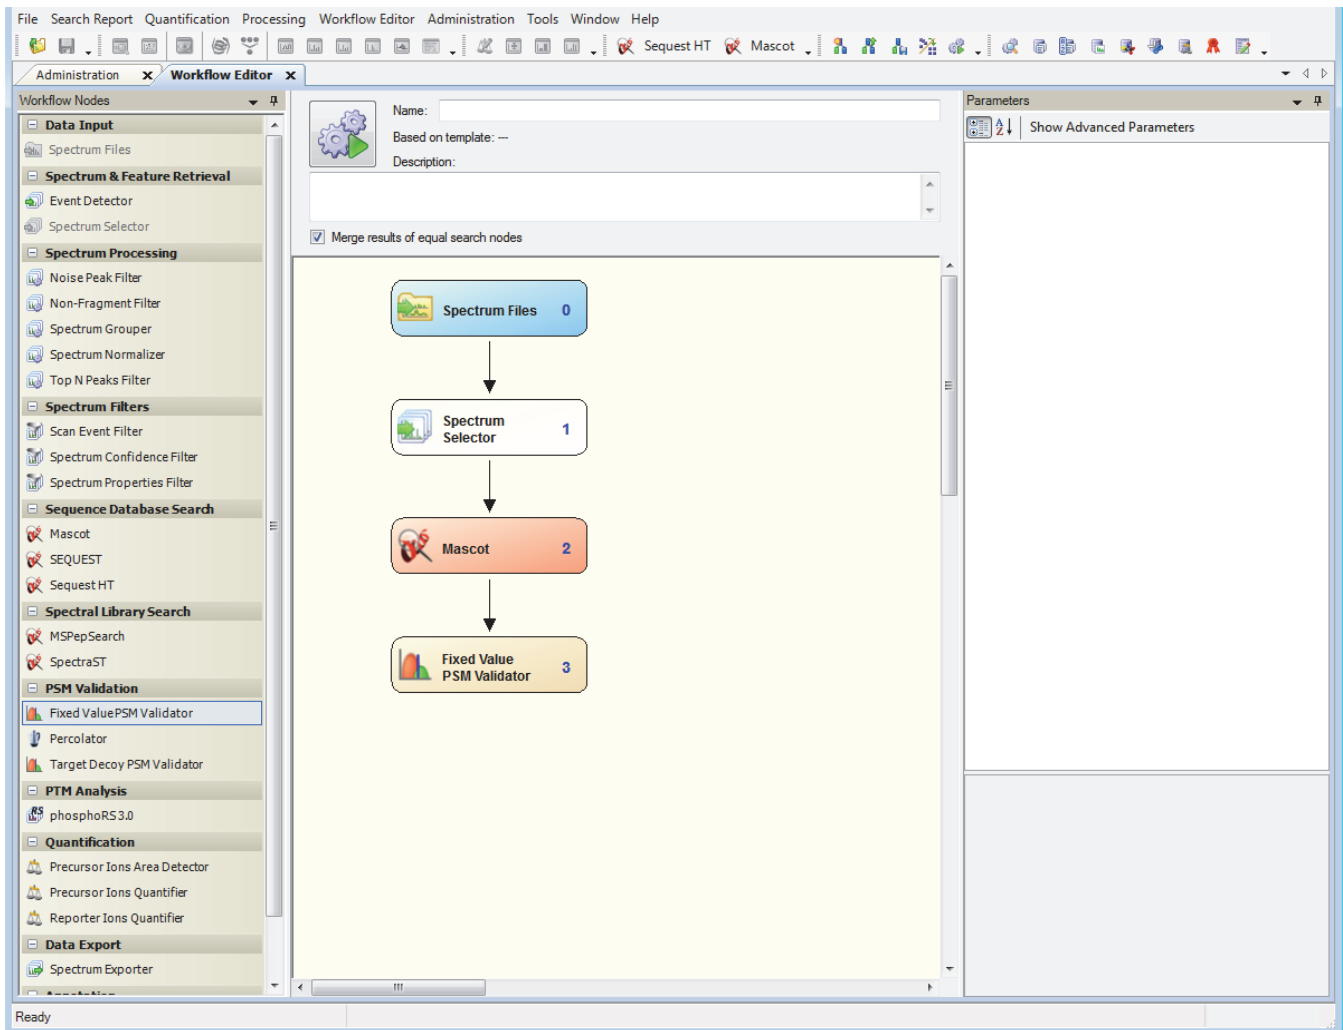 File Search Report Quantification Processing Workflow Editor Administration Tools Window Help
Sequest HT Mascot
Administration x Workflow Editor x
Workflow Nodes
Data Input
Spectrum Files
Spectrum & Feature Retrieval
Event Detector
Spectrum Selector
Spectrum Processing
Noise Peak Filter
Non-Fragment Filter
Spectrum Grouper
Spectrum Normalizer
Top N Peaks Filter
Spectrum Filters
Scan Event Filter
Spectrum Confidence Filter
Spectrum Properties Filter
Sequence Database Search
Mascot
SEQUEST
Sequest HT
Spectral Library Search
MSPepSearch
SpectraST
PSM Validation
Fixed ValuePSM Validator
Percolator
Target Decoy PSM Validator
PTM Analysis
phosphoRS3.0
Quantification
Precursor Ions Area Detector
Precursor Ions Quantifier
Reporter Ions Quantifier
Data Export
Spectrum Exporter
Name:
Based on template: ---
Description:
Merge results of equal search nodes
Spectrum Files 0
Spectrum
Selector 1
Mascot 2
Fixed Value
PSM Validator 3
Parameters
Show Advanced Parameters
Ready